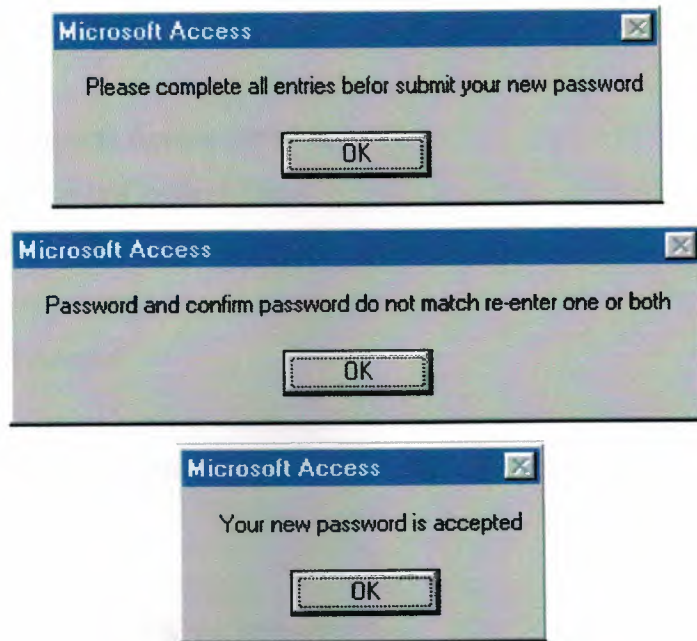 Microsoft Access
Please complete all entries befor submit your new password
OK
Microsoft Access
Password and confirm password do not match re-enter one or both
OK
Microsoft Access
Your new password is accepted
OK